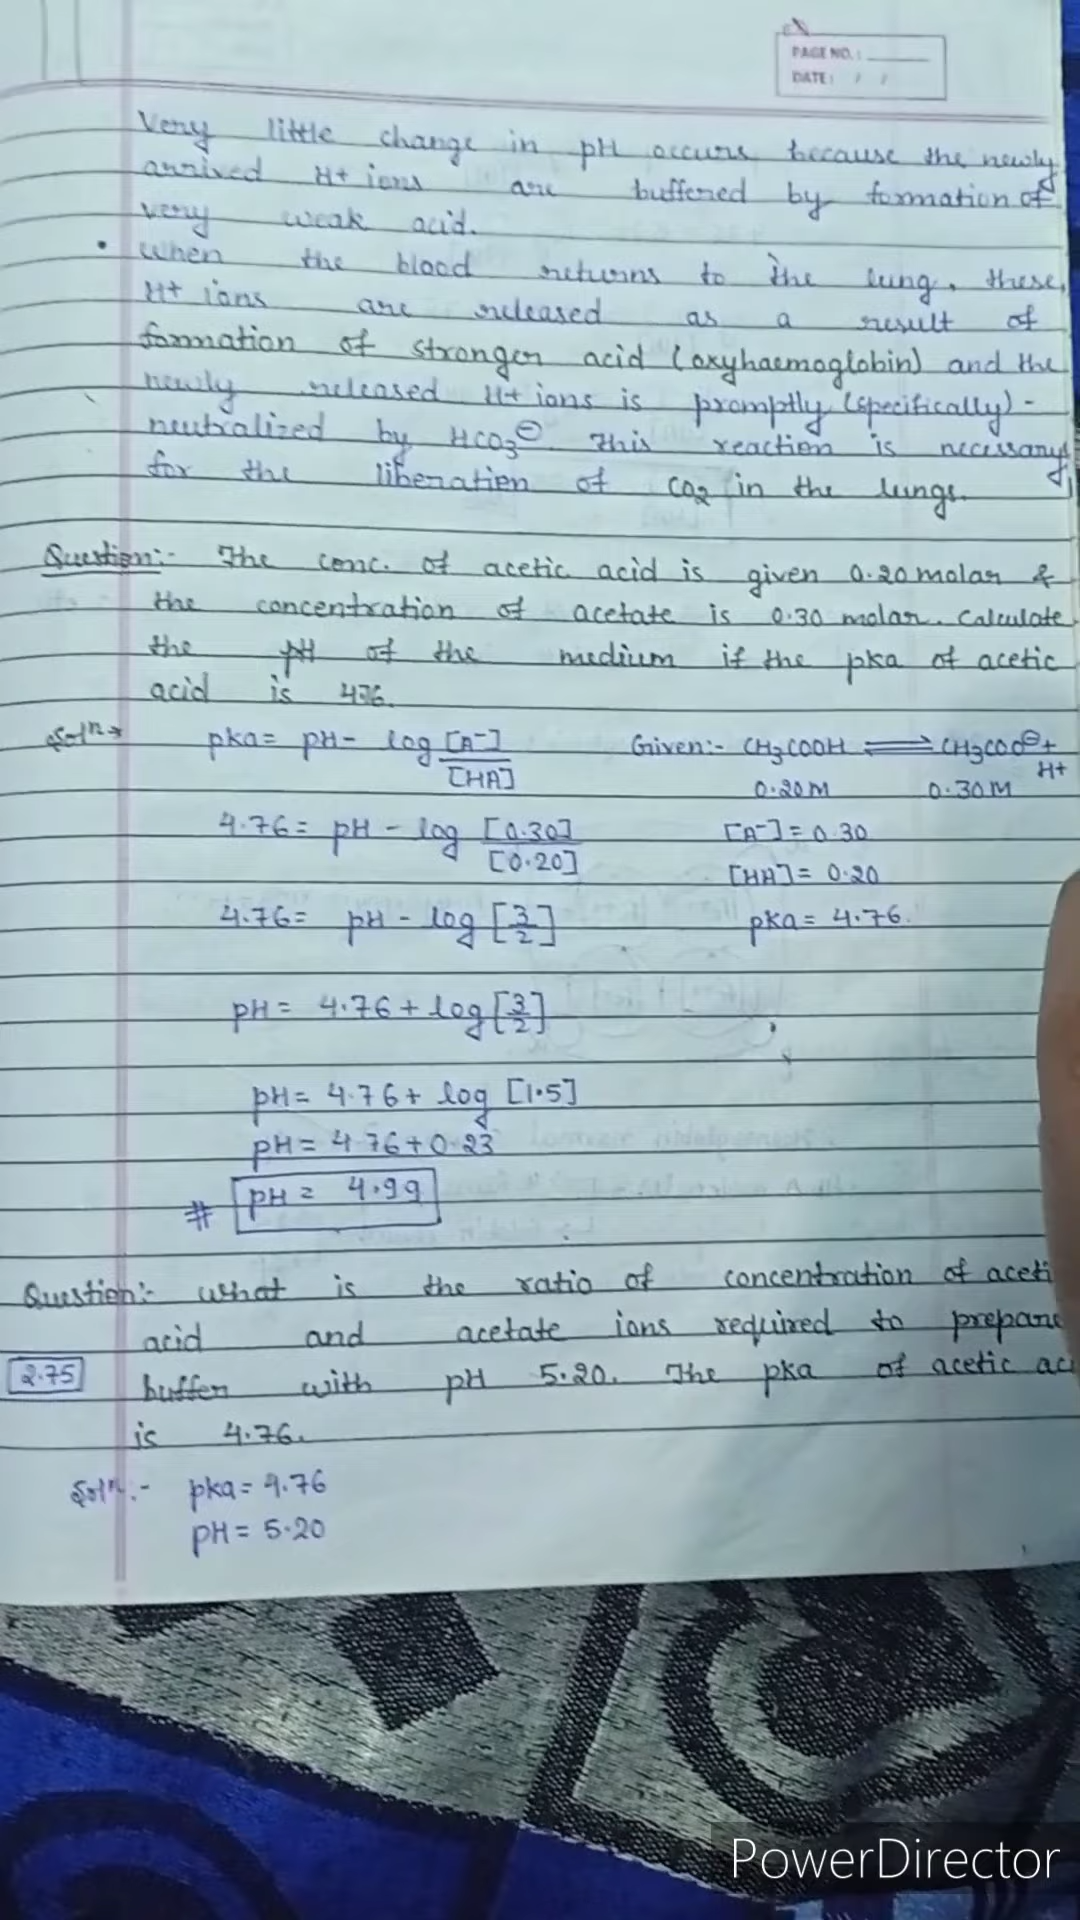 PAGE NO.:
DATE: / /
Very little change in pH occurs because the newly
arrived H+ ions are buffered by formation of
very weak acid.
• when the blood returns to the lung, these,
H+ ions are released as a result of
formation of stronger acid (oxyhaemoglobin) and the
newly released H+ ions is promptly (specifically) -
neutralized by HCO3⊖. This reaction is necessary
for the liberation of CO2 in the lungs.
Question:- The conc. of acetic acid is given 0.20 molar &
the concentration of acetate is 0.30 molar. Calculate
the pH of the medium if the pka of acetic
acid is 4.76.
Solⁿ→ pka = pH - log [A⁻]/[HA] Given:- CH3COOH ⇌ CH3COO⊖ + H+
0.20M 0.30M
4.76 = pH - log [0.30]/[0.20] [A⁻] = 0.30
[HA] = 0.20
4.76 = pH - log [3/2] pka = 4.76.
pH = 4.76 + log [3/2]
pH = 4.76 + log [1.5]
pH = 4.76 + 0.23
# pH = 4.99
Question:- what is the ratio of concentration of aceti
acid and acetate ions required to prepare
2.75 buffer with pH 5.20. The pka of acetic aci
is 4.76.
Solⁿ:- pka = 4.76
pH = 5.20
PowerDirector